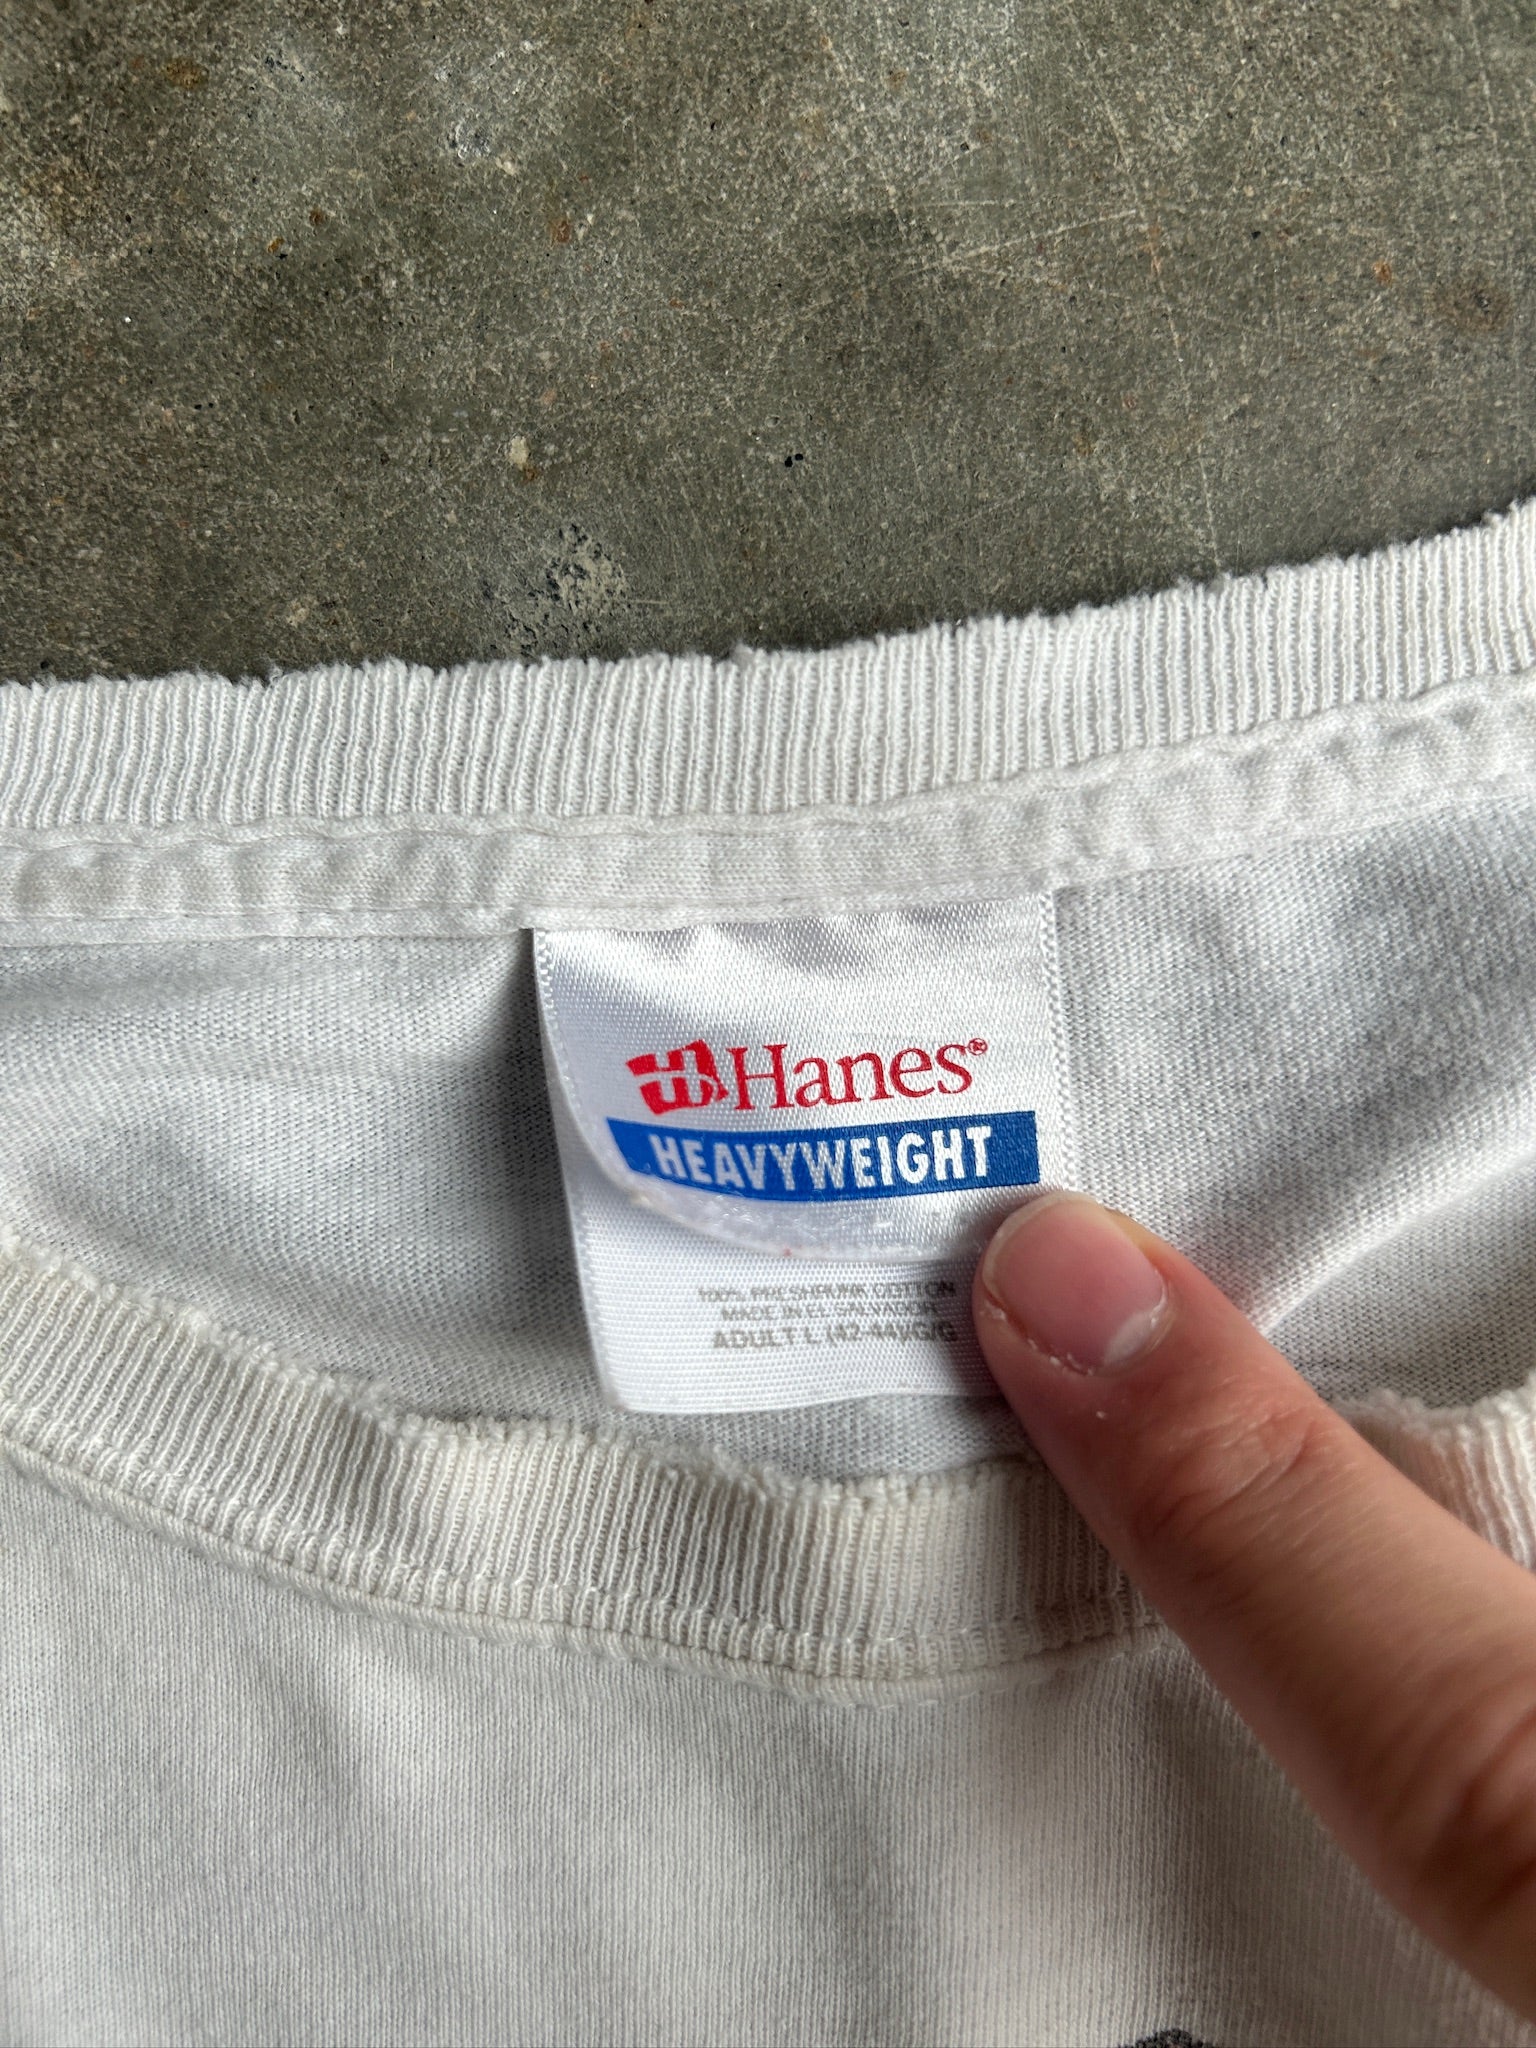 Hanes®
HEAVYWEIGHT
100% PRESHRUNK COTTON
MADE IN EL SALVADOR
ADULT L (42-44)/G/G